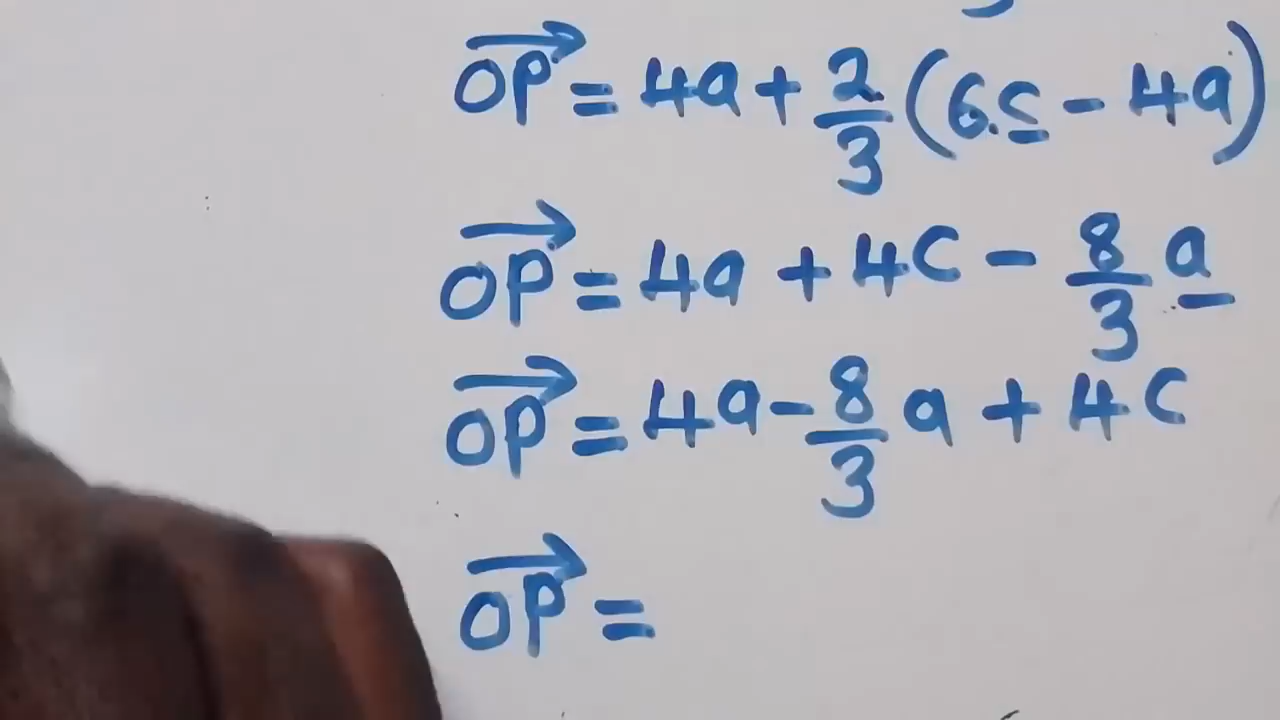 OP⃗ = 4a + 2/3 (6c - 4a)
OP⃗ = 4a + 4c - 8/3 a
OP⃗ = 4a - 8/3 a + 4c
OP⃗ =